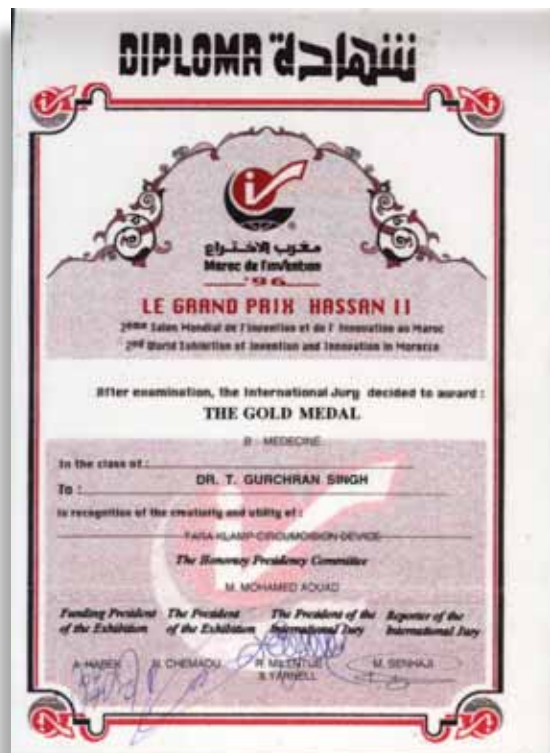 DIPLOMA شهادة
مغرب الاختراع
Maroc de l'invention
'96
LE GRAND PRIX HASSAN II
2ème Salon Mondial de l'Invention et de l' Innovation au Maroc
2nd World Exhibition of Invention and Innovation in Morocco
After examination, the International Jury decided to award :
THE GOLD MEDAL
B : MEDECINE
In the class of :
To : DR. T. GURCHRAN SINGH
In recognition of the creativity and utility of :
TARA KLAMP CIRCUMCISION DEVICE
The Honorary Presidency Committee
M. MOHAMED AOUAD
Funding President of the Exhibition
The President of the Exhibition
The President of the International Jury
Reporter of the International Jury
A. HABEK
CHEMAOU
R. MILENTIJE
S. YARNELL
M. SENHAJI